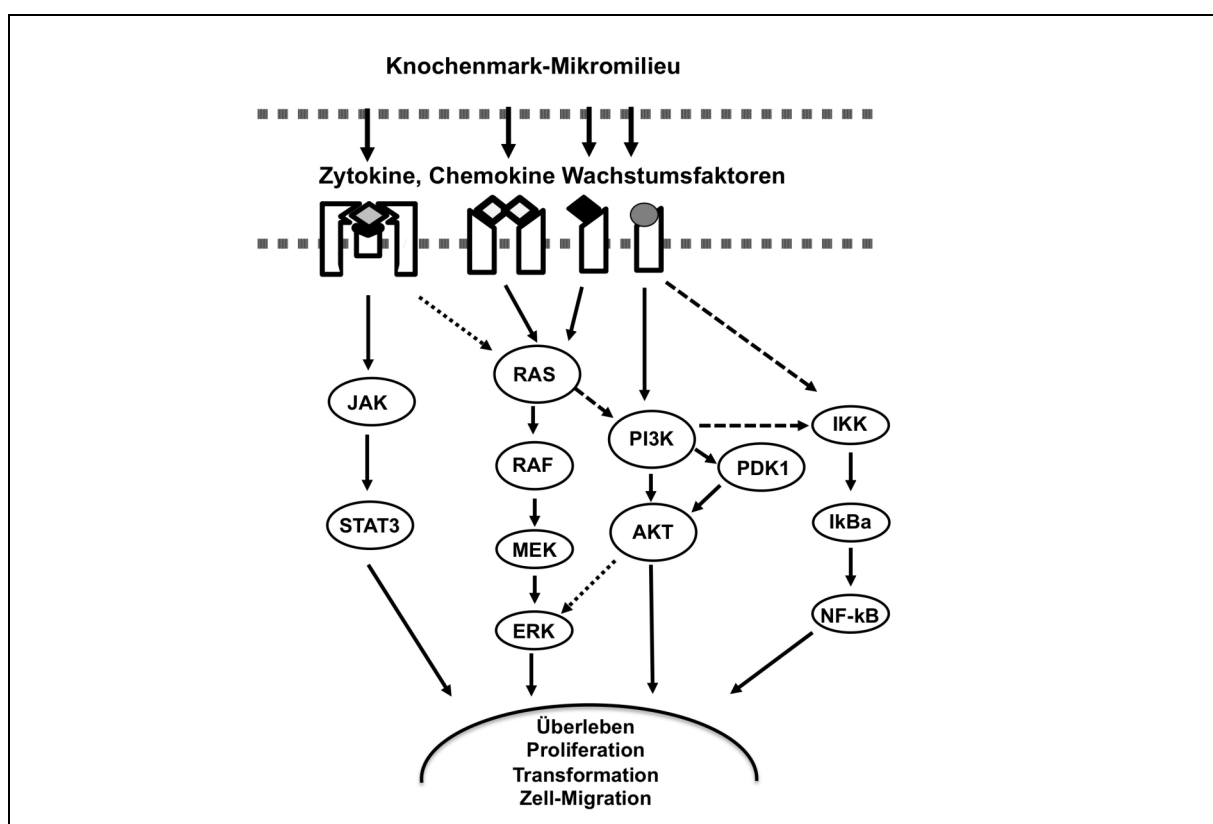 Knochenmark-Mikromilieu
Zytokine, Chemokine Wachstumsfaktoren
RAS
JAK
IKK
PI3K
RAF
PDK1
STAT3
IkBa
AKT
MEK
NF-kB
ERK
Überleben
Proliferation
Transformation
Zell-Migration